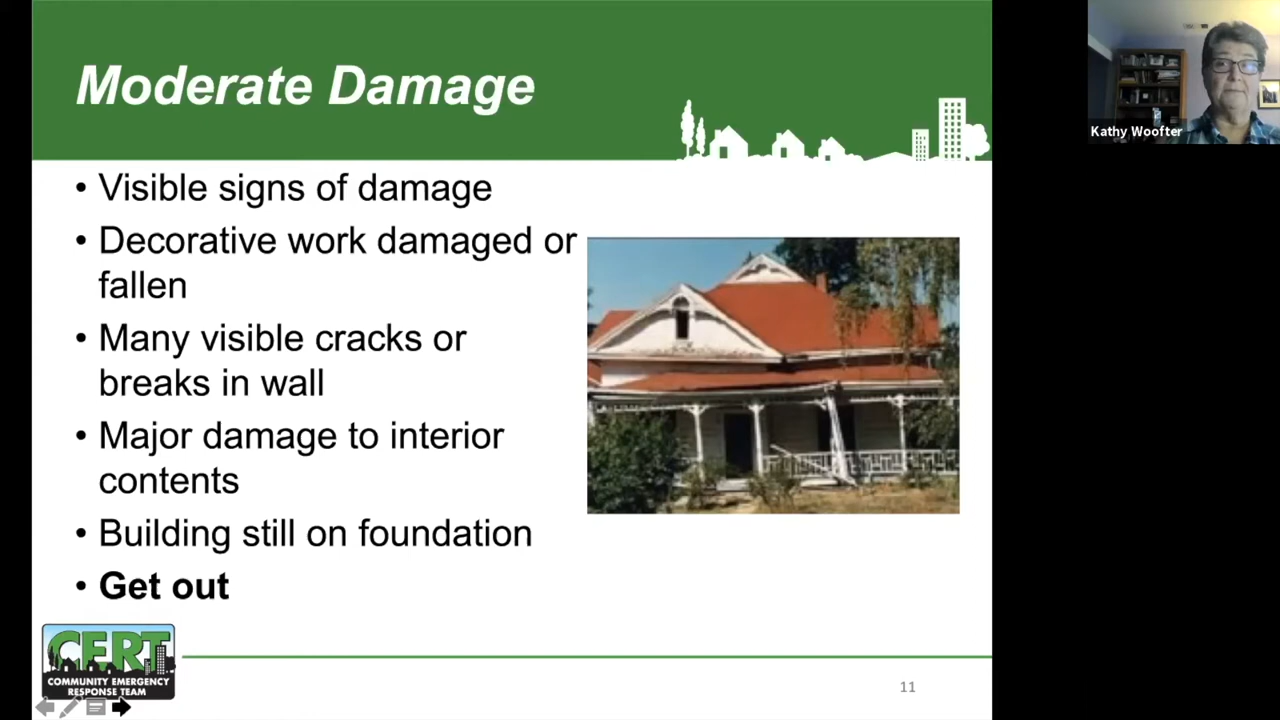 Moderate Damage
• Visible signs of damage
• Decorative work damaged or
fallen
• Many visible cracks or
breaks in wall
• Major damage to interior
contents
• Building still on foundation
• Get out
CERT
COMMUNITY EMERGENCY
RESPONSE TEAM
11
Kathy Woofter